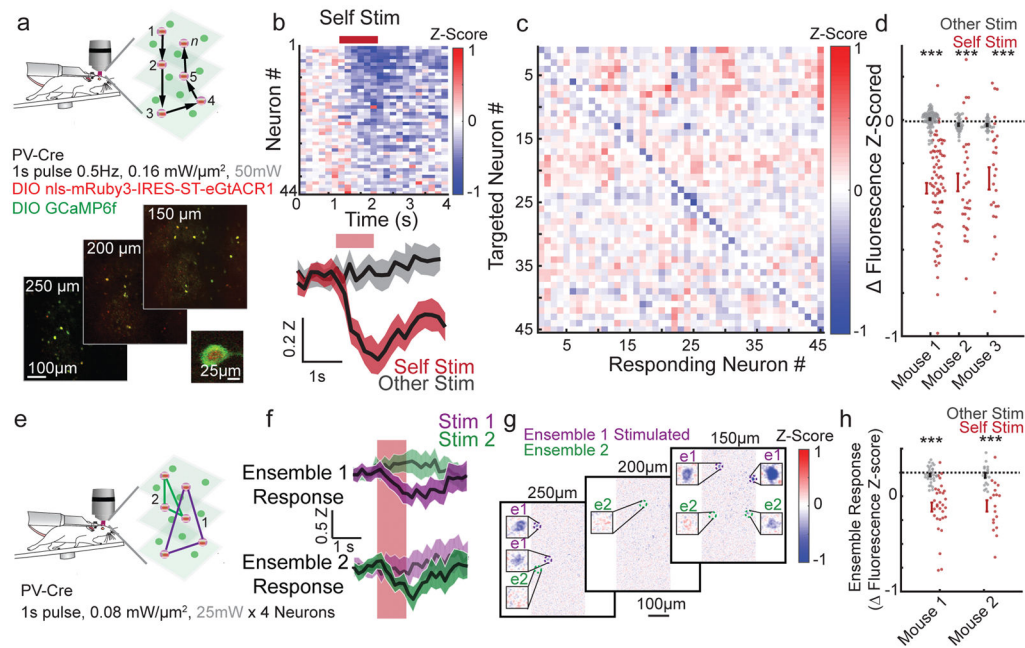 a
1
2
3
4
5
n
PV-Cre
1s pulse 0.5Hz, 0.16 mW/µm², 50mW
DIO nls-mRuby3-IRES-ST-eGtACR1
DIO GCaMP6f
150 µm
200 µm
250 µm
100µm
25µm
b
Self Stim
Z-Score
Neuron #
1
44
0 1 2 3 4
Time (s)
1
0
-1
0.2 Z
1s
Self Stim
Other Stim
c
Z-Score
Targeted Neuron #
5
15
25
35
45
5 15 25 35 45
Responding Neuron #
1
0
-1
d
Other Stim
Self Stim
*** *** ***
Δ Fluorescence Z-Scored
0.0
-1
Mouse 1
Mouse 2
Mouse 3
e
2
1
PV-Cre
1s pulse, 0.08 mW/µm², 25mW x 4 Neurons
f
Stim 1
Stim 2
Ensemble 1
Response
0.5 Z
1 s
Ensemble 2
Response
g
Ensemble 1 Stimulated
Ensemble 2
150µm
200µm
250µm
Z-Score
e1
e1
e2
e2
e2
e1
e1
e2
100µm
1
0
-1
h
Other Stim
Self Stim
*** ***
Ensemble Response
(Δ Fluorescence Z-score)
0
-1
Mouse 1
Mouse 2